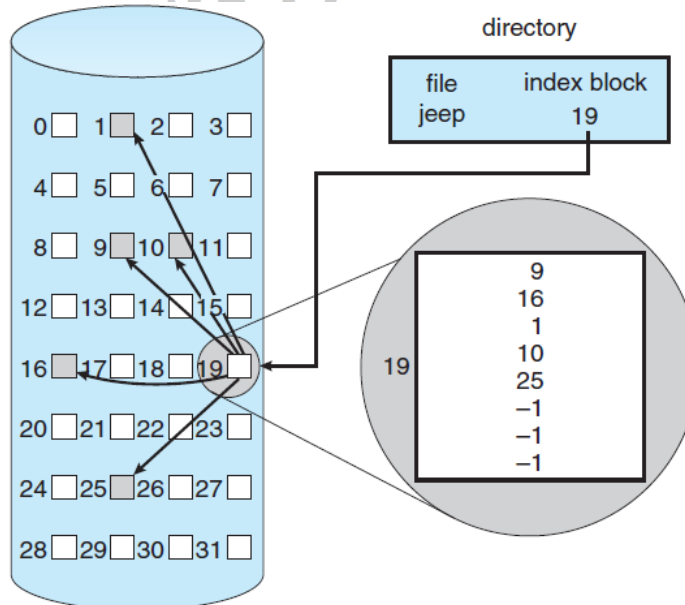 directory
file index block
jeep 19
0 1 2 3
4 5 6 7
8 9 10 11
12 13 14 15
16 17 18 19
20 21 22 23
24 25 26 27
28 29 30 31
19
9
16
1
10
25
–1
–1
–1